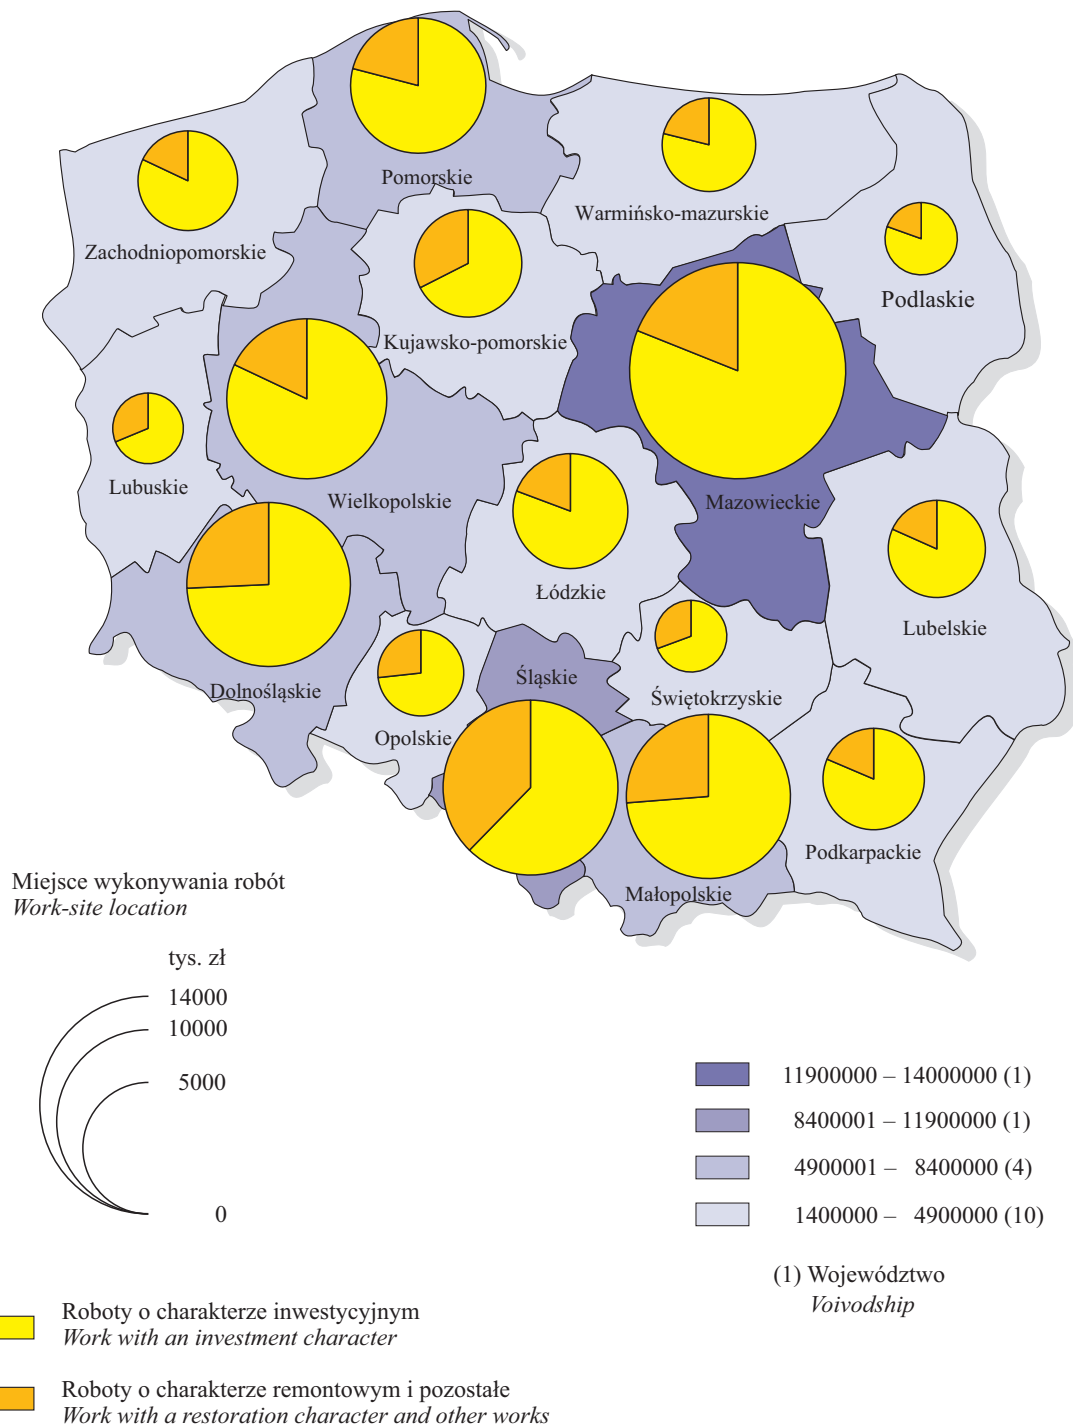 Pomorskie
Warmińsko-mazurskie
Zachodniopomorskie
Podlaskie
Kujawsko-pomorskie
Lubuskie
Wielkopolskie
Mazowieckie
Łódzkie
Lubelskie
Śląskie
Dolnośląskie
Świętokrzyskie
Opolskie
Podkarpackie
Małopolskie
Miejsce wykonywania robót
Work-site location
tys. zł
14000
10000
5000
0
11900000 – 14000000 (1)
8400001 – 11900000 (1)
4900001 – 8400000 (4)
1400000 – 4900000 (10)
(1) Województwo
Voivodship
Roboty o charakterze inwestycyjnym
Work with an investment character
Roboty o charakterze remontowym i pozostałe
Work with a restoration character and other works